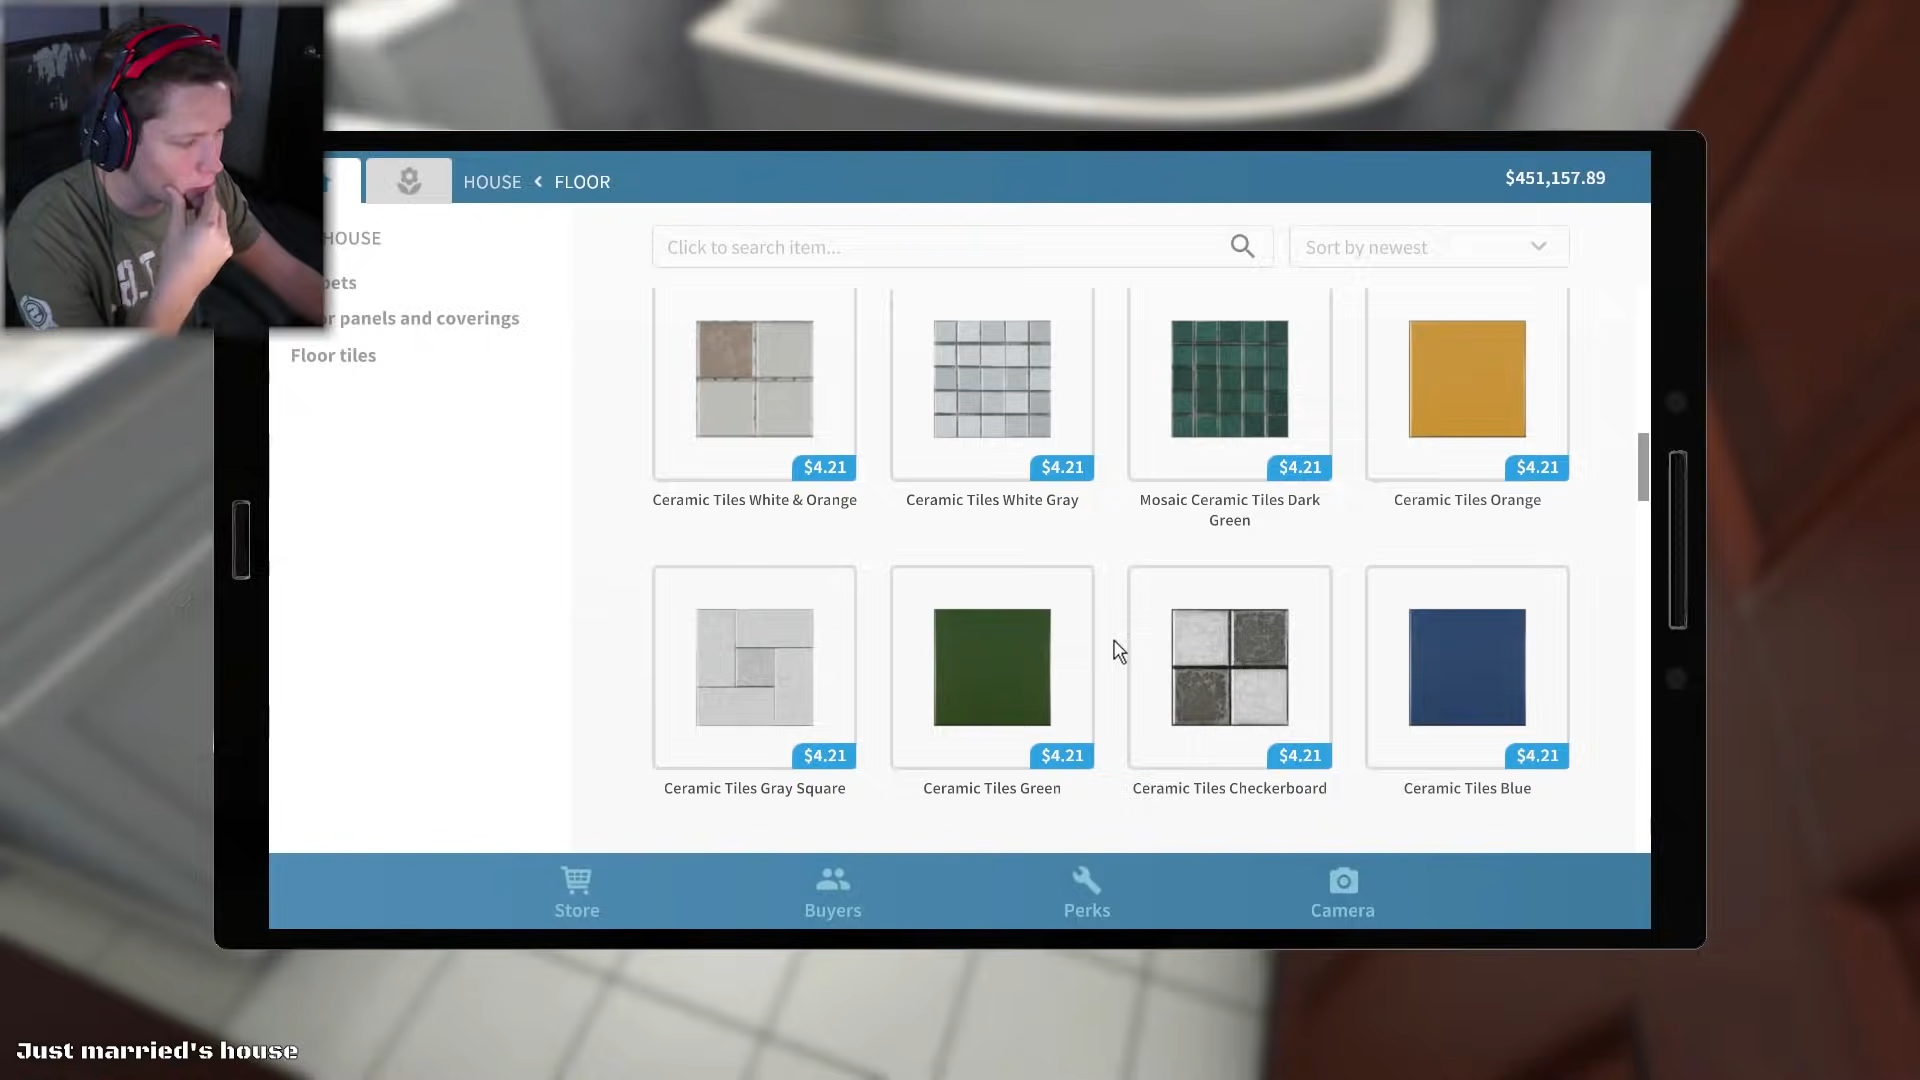 HOUSE < FLOOR
$451,157.89
HOUSE
Click to search item...
Sort by newest
pets
r panels and coverings
Floor tiles
$4.21
$4.21
$4.21
$4.21
Ceramic Tiles White & Orange
Ceramic Tiles White Gray
Mosaic Ceramic Tiles Dark
Green
Ceramic Tiles Orange
$4.21
$4.21
$4.21
$4.21
Ceramic Tiles Gray Square
Ceramic Tiles Green
Ceramic Tiles Checkerboard
Ceramic Tiles Blue
Store
Buyers
Perks
Camera
Just married's house